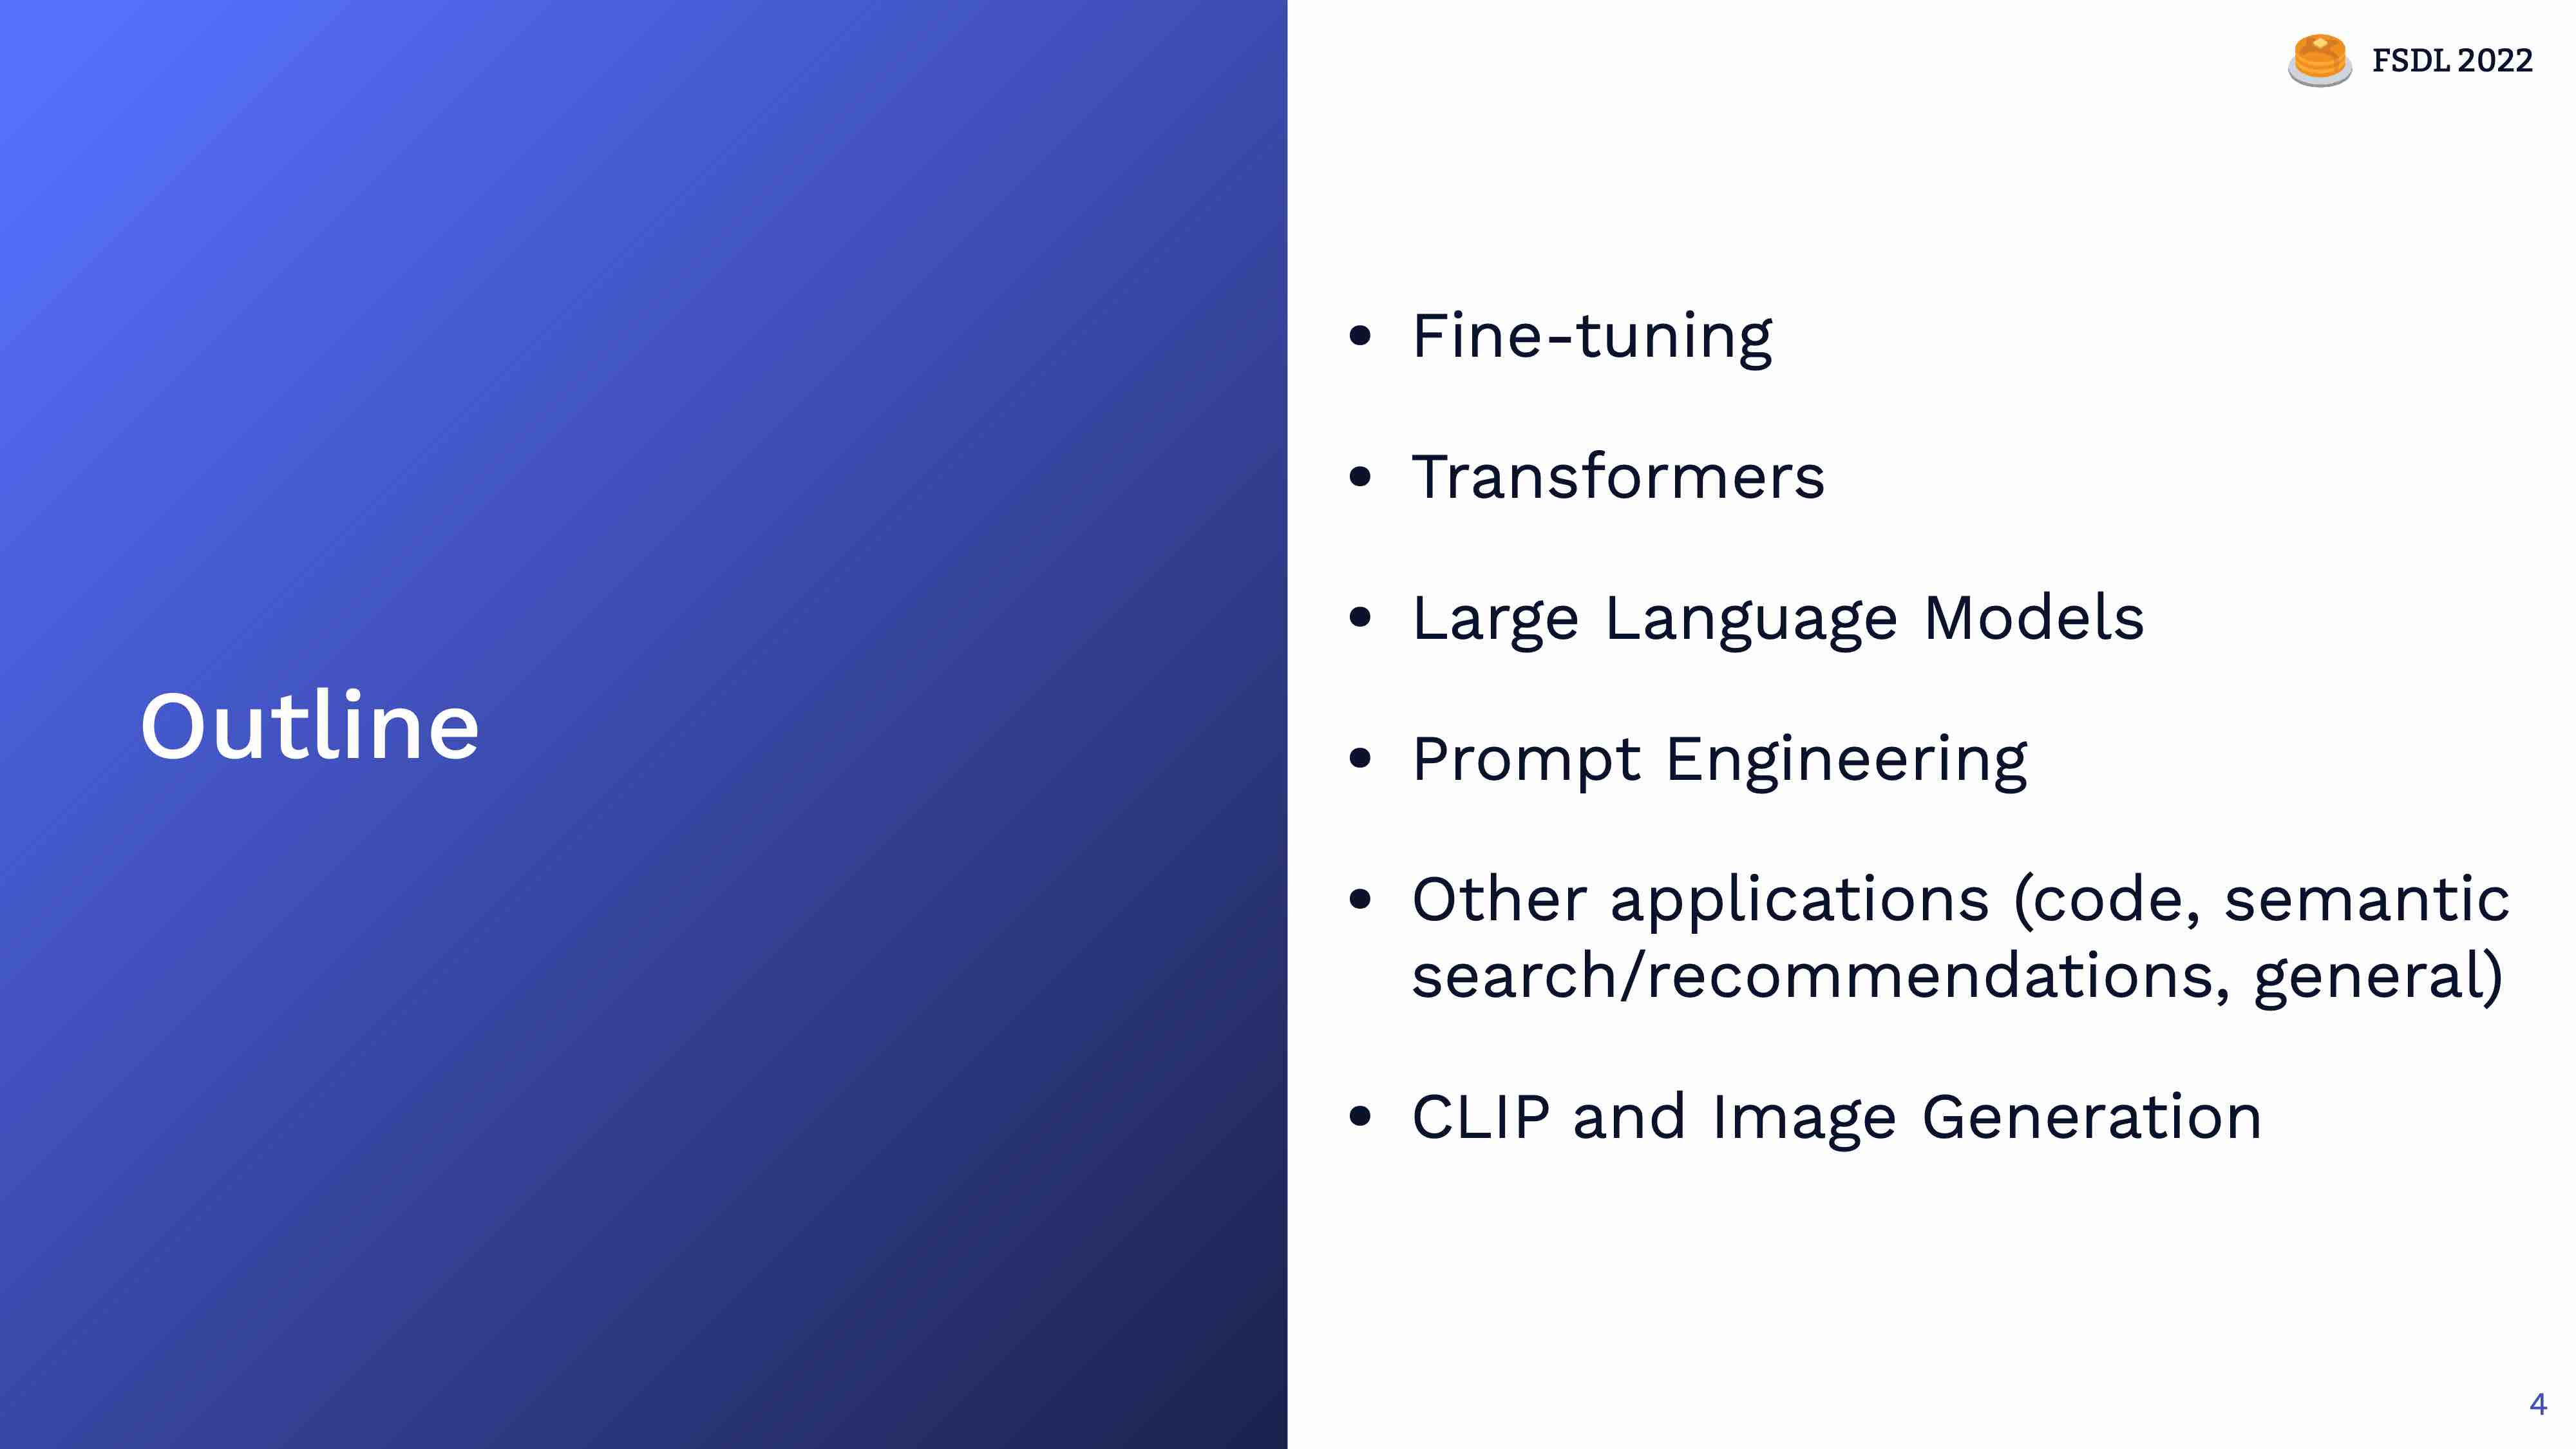 FSDL 2022
Outline
• Fine-tuning
• Transformers
• Large Language Models
• Prompt Engineering
• Other applications (code, semantic
search/recommendations, general)
• CLIP and Image Generation
4